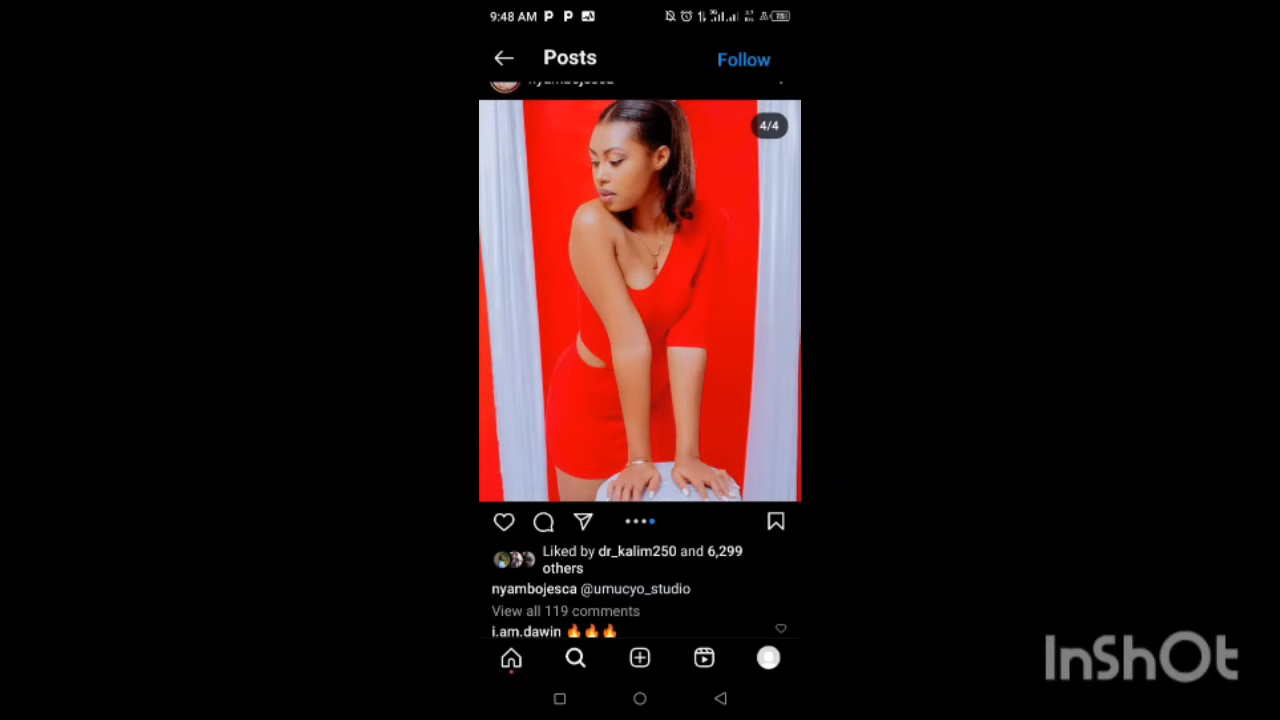 9:48 AM
Posts
Follow
nyambojesca
4/4
Liked by dr_kalim250 and 6,299
others
nyambojesca @umucyo_studio
View all 119 comments
i.am.dawin 🔥🔥🔥
InShOt